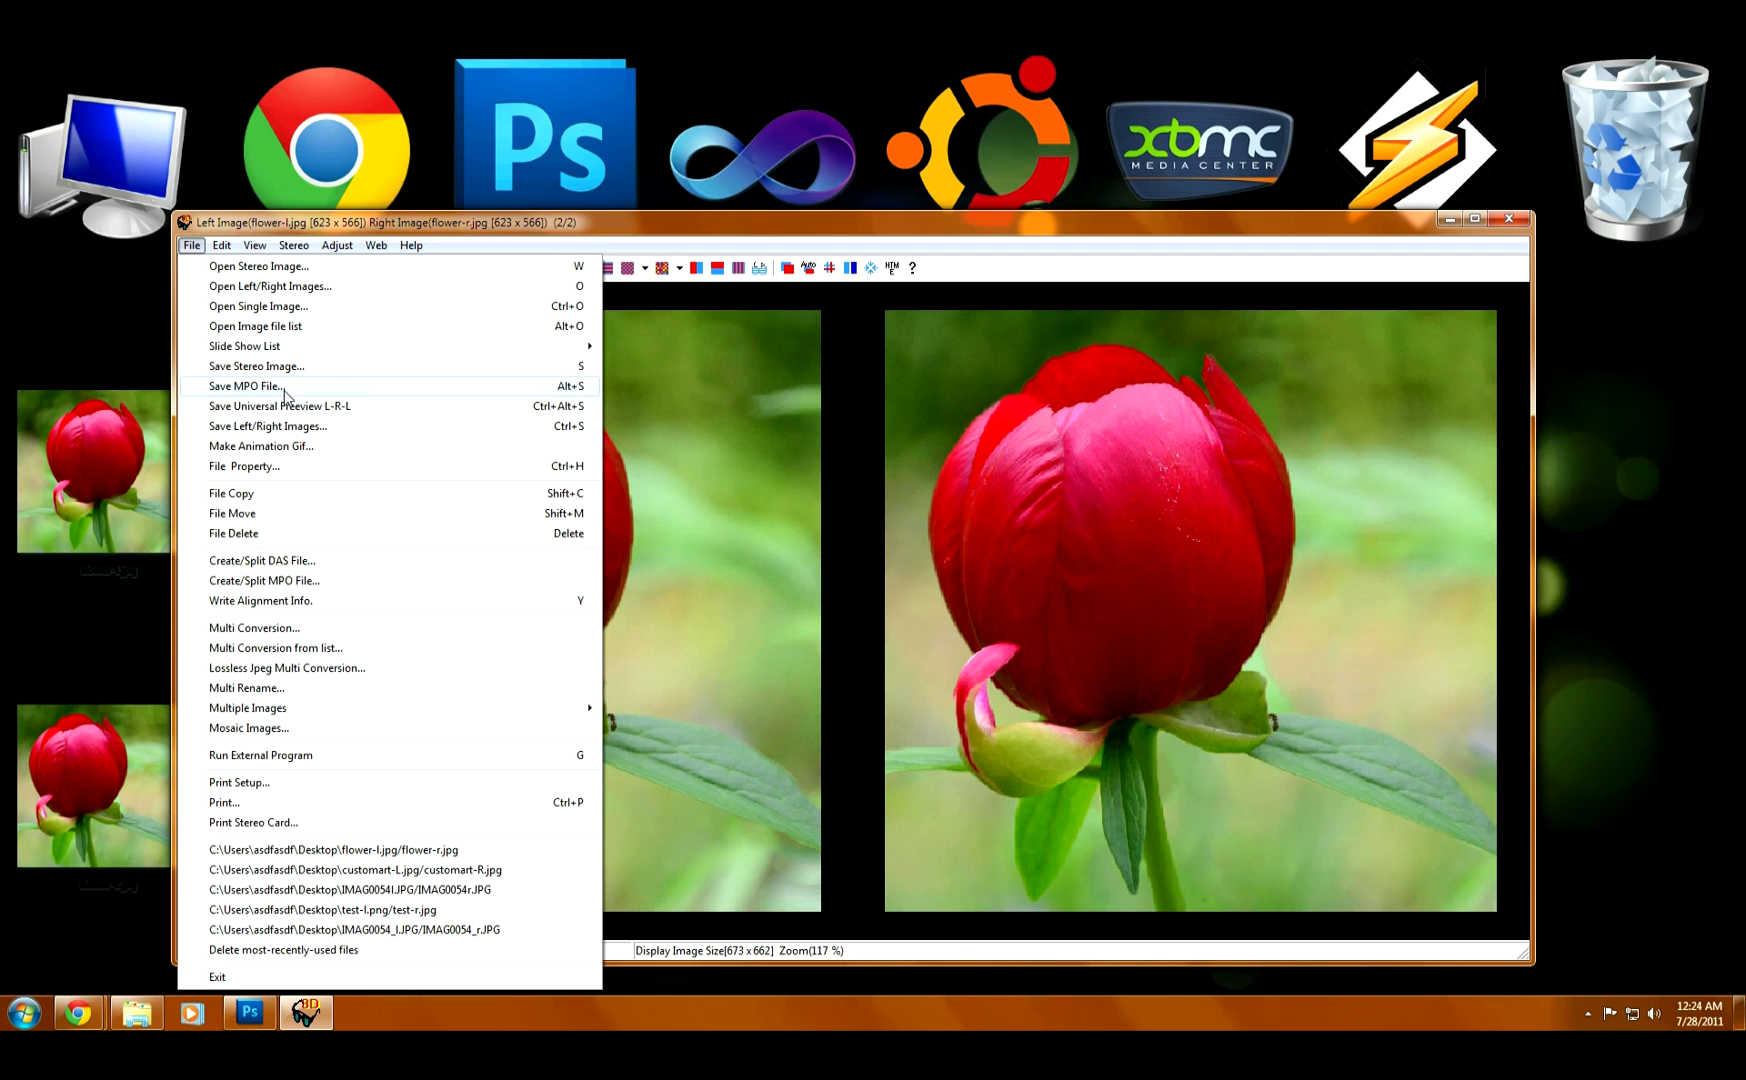 Ps
xbmc
MEDIA CENTER
Left Image(flower-l.jpg [623 x 566]) Right Image(flower-r.jpg [623 x 566]) (2/2)
File Edit View Stereo Adjust Web Help
Auto HTM E ?
Open Stereo Image... W
Open Left/Right Images... O
Open Single Image... Ctrl+O
Open Image file list Alt+O
Slide Show List
Save Stereo Image... S
Save MPO File... Alt+S
Save Universal Freeview L-R-L Ctrl+Alt+S
Save Left/Right Images... Ctrl+S
Make Animation Gif...
File Property... Ctrl+H
File Copy Shift+C
File Move Shift+M
File Delete Delete
Create/Split DAS File...
Create/Split MPO File...
Write Alignment Info. Y
Multi Conversion...
Multi Conversion from list...
Lossless Jpeg Multi Conversion...
Multi Rename...
Multiple Images
Mosaic Images...
Run External Program G
Print Setup...
Print... Ctrl+P
Print Stereo Card...
C:\Users\asdfasdf\Desktop\flower-l.jpg/flower-r.jpg
C:\Users\asdfasdf\Desktop\customart-L.jpg/customart-R.jpg
C:\Users\asdfasdf\Desktop\IMAG0054l.JPG/IMAG0054r.JPG
C:\Users\asdfasdf\Desktop\test-l.png/test-r.jpg
C:\Users\asdfasdf\Desktop\IMAG0054_l.JPG/IMAG0054_r.JPG
Delete most-recently-used files
Exit
Display Image Size[673 x 662] Zoom(117 %)
Ps
3D
12:24 AM
7/28/2011